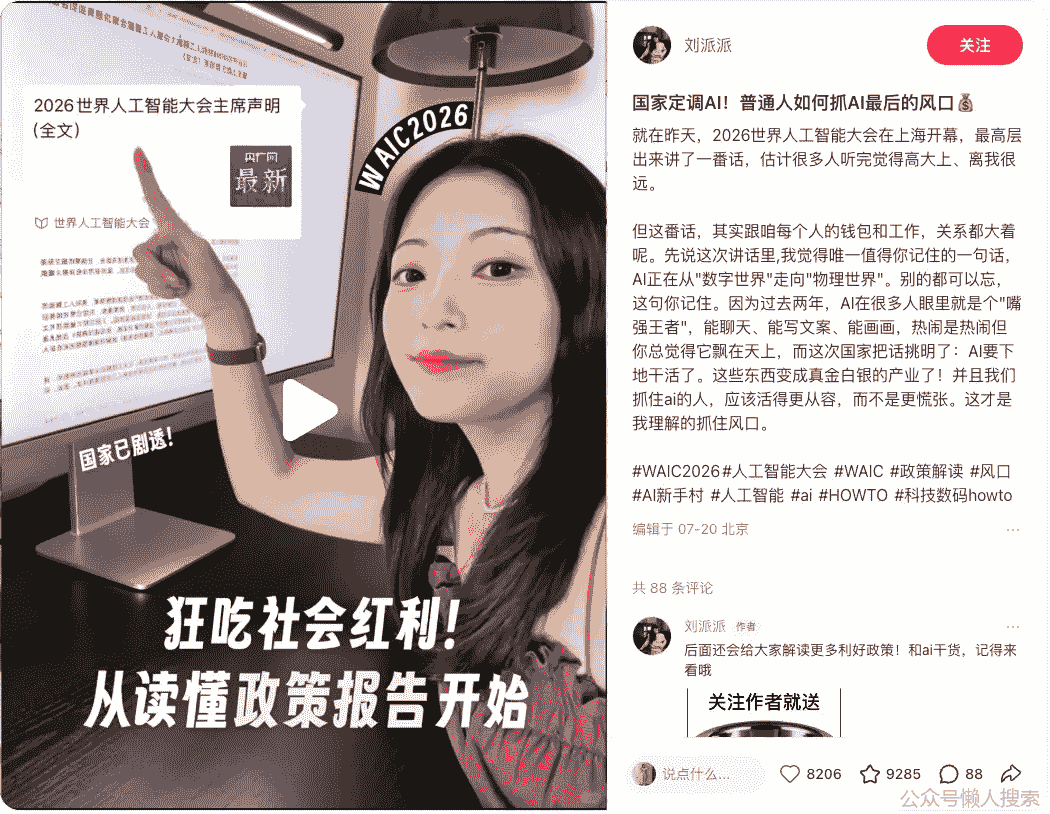 2026世界人工智能大会主席声明
(全文)
央广网
最新
世界人工智能大会
WAIC2026
国家已剧透!
狂吃社会红利!
从读懂政策报告开始
刘派派
关注
国家定调AI！普通人如何抓AI最后的风口💰
就在昨天，2026世界人工智能大会在上海开幕，最高层
出来讲了一番话，估计很多人听完觉得高大上、离我很
远。
但这番话，其实跟咱每个人的钱包和工作，关系都大着
呢。先说这次讲话里,我觉得唯一值得你记住的一句话，
AI正在从"数字世界"走向"物理世界"。别的都可以忘，
这句你记住。因为过去两年，AI在很多人眼里就是个"嘴
强王者"，能聊天、能写文案、能画画，热闹是热闹但
你总觉得它飘在天上，而这次国家把话挑明了：AI要下
地干活了。这些东西变成真金白银的产业了！并且我们
抓住ai的人，应该活得更从容，而不是更慌张。这才是
我理解的抓住风口。
#WAIC2026 #人工智能大会 #WAIC #政策解读 #风口
#AI新手村 #人工智能 #ai #HOWTO #科技数码howto
编辑于 07-20 北京
共 88 条评论
刘派派 作者
后面还会给大家解读更多利好政策！和ai干货，记得来
看哦
关注作者就送
说点什么...
8206
9285
88
公众号懒人搜索